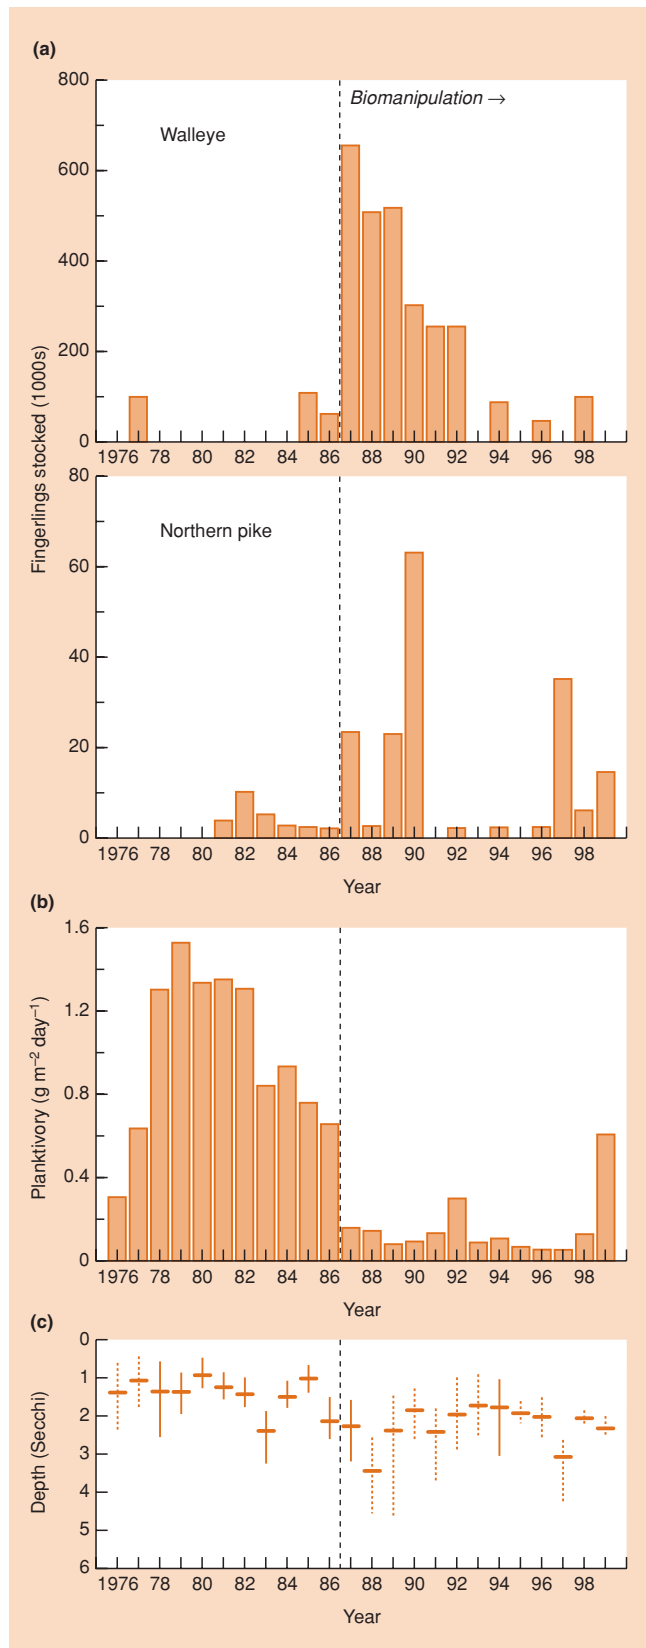 (a)
800
600
400
200
0
Walleye
Biomanipulation →
1976 78 80 82 84 86 88 90 92 94 96 98
Fingerlings stocked (1000s)
80
60
40
20
0
Northern pike
1976 78 80 82 84 86 88 90 92 94 96 98
Year
(b)
1.6
1.2
0.8
0.4
0
Planktivory (g m⁻² day⁻¹)
1976 78 80 82 84 86 88 90 92 94 96 98
Year
(c)
0
1
2
3
4
5
6
Depth (Secchi)
1976 78 80 82 84 86 88 90 92 94 96 98
Year